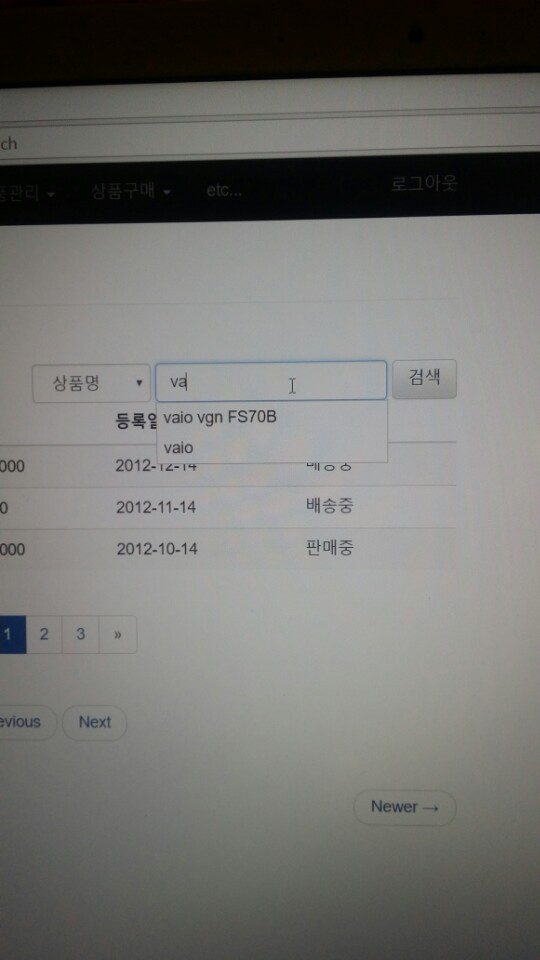 ch
품관리 상품구매 etc... 로그아웃
상품명 va 검색
vaio vgn FS70B
vaio
등록일
000 2012-12-14 배송중
0 2012-11-14 배송중
000 2012-10-14 판매중
1 2 3 »
evious Next
Newer →